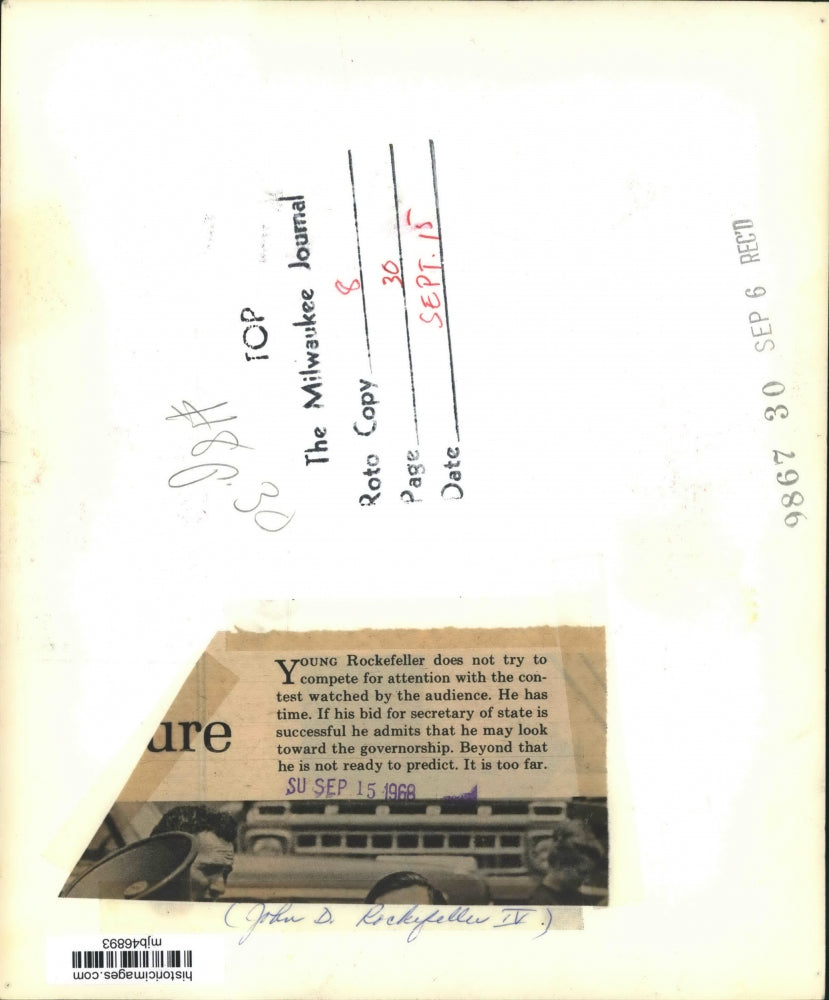 #8
P. 30
TOP
The Milwaukee Journal
Roto Copy 8
Page 30
Date SEPT. 15
9867 30 SEP 6 REC'D
ure
YOUNG Rockefeller does not try to
compete for attention with the con-
test watched by the audience. He has
time. If his bid for secretary of state is
successful he admits that he may look
toward the governorship. Beyond that
he is not ready to predict. It is too far.
SU SEP 15 1968
(John D. Rockefeller IV.)
mjb46893
historicimages.com